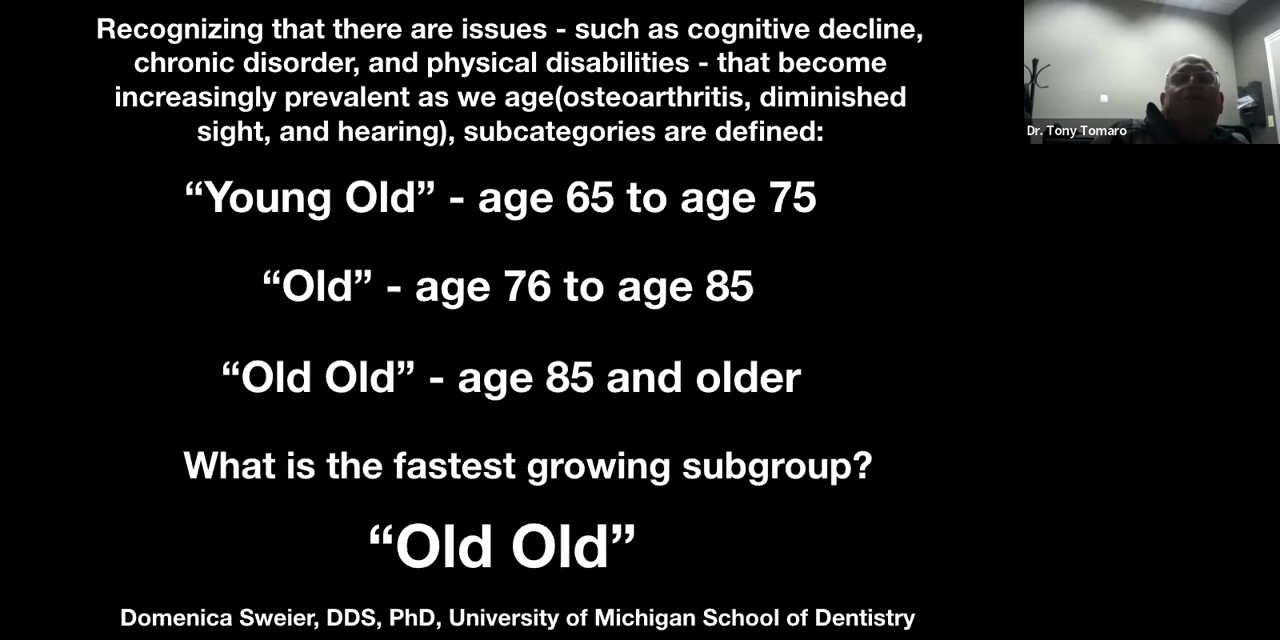 Recognizing that there are issues - such as cognitive decline,
chronic disorder, and physical disabilities - that become
increasingly prevalent as we age(osteoarthritis, diminished
sight, and hearing), subcategories are defined:
“Young Old” - age 65 to age 75
“Old” - age 76 to age 85
“Old Old” - age 85 and older
What is the fastest growing subgroup?
“Old Old”
Domenica Sweier, DDS, PhD, University of Michigan School of Dentistry
Dr. Tony Tomaro